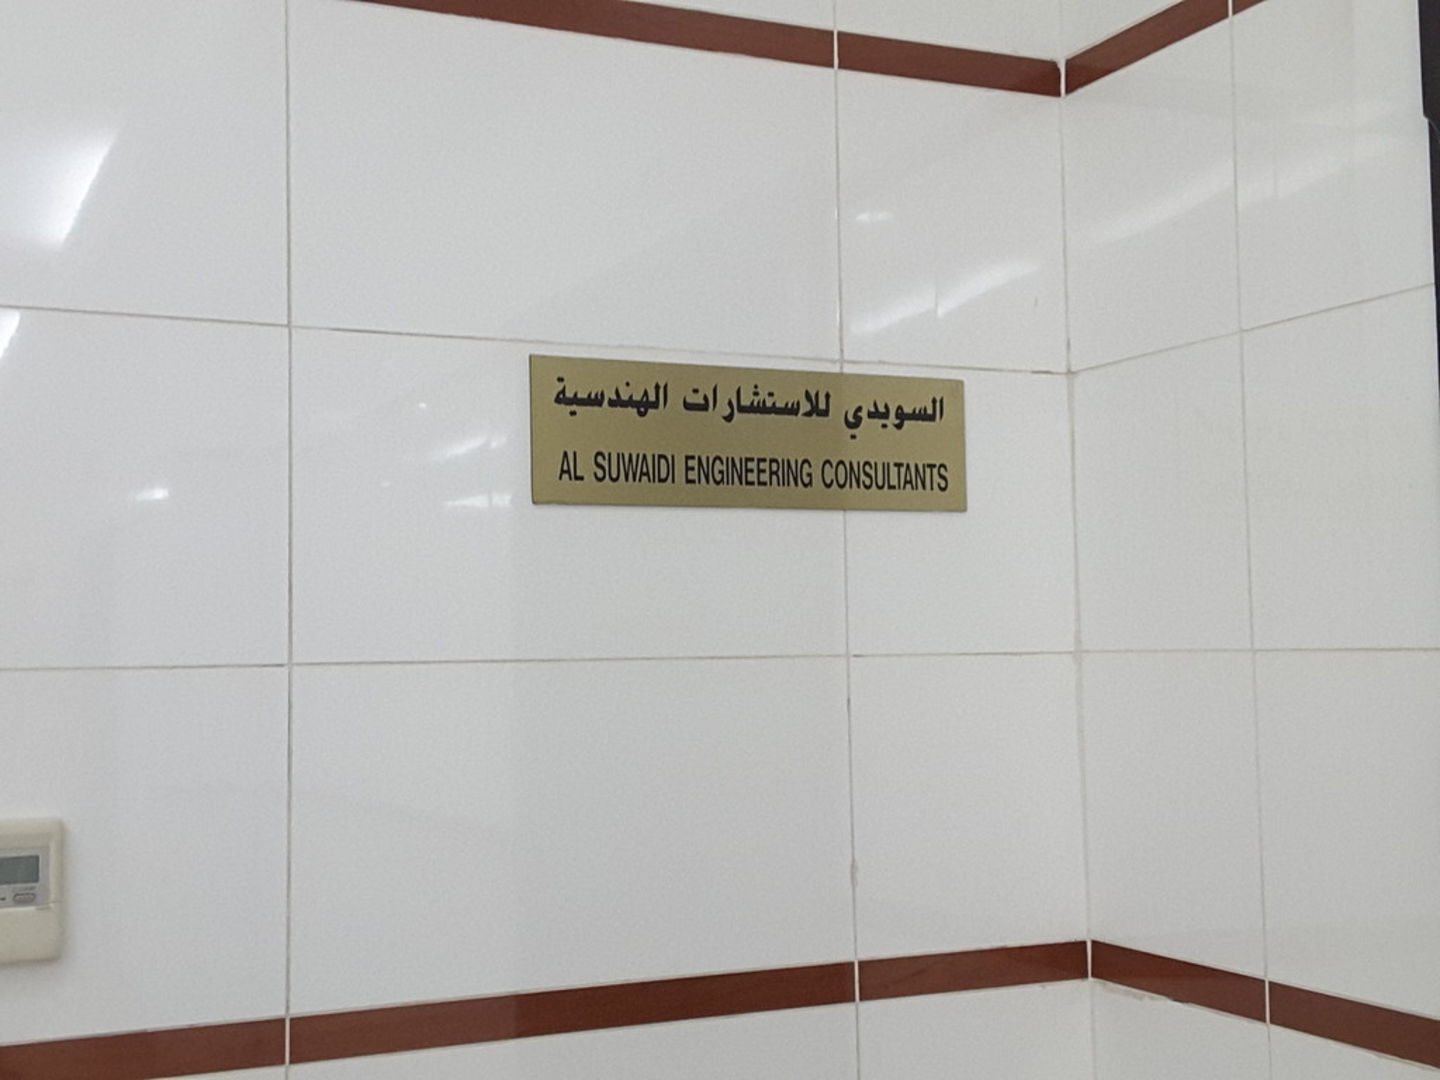 السويدي للاستشارات الهندسية
AL SUWAIDI ENGINEERING CONSULTANTS